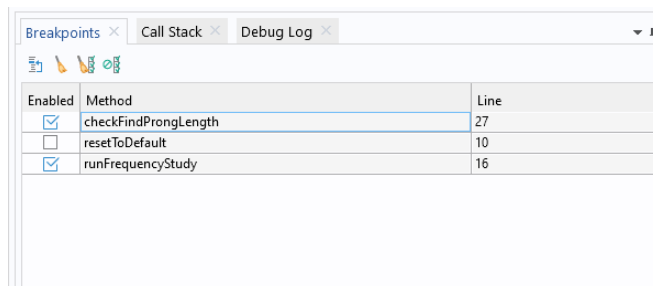 Breakpoints Call Stack Debug Log
Enabled Method Line
checkFindProngLength 27
resetToDefault 10
runFrequencyStudy 16